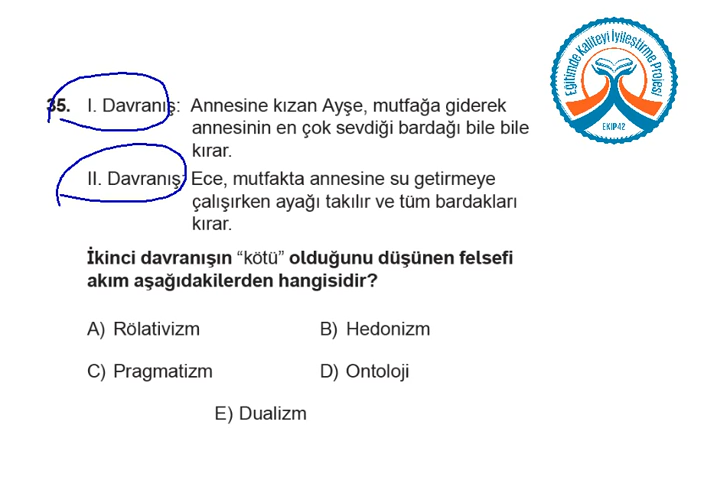 Eğitimde Kaliteyi İyileştirme Projesi
EKIP42
35. I. Davranış: Annesine kızan Ayşe, mutfağa giderek
annesinin en çok sevdiği bardağı bile bile
kırar.
II. Davranış: Ece, mutfakta annesine su getirmeye
çalışırken ayağı takılır ve tüm bardakları
kırar.
İkinci davranışın “kötü” olduğunu düşünen felsefi
akım aşağıdakilerden hangisidir?
A) Rölativizm B) Hedonizm
C) Pragmatizm D) Ontoloji
E) Dualizm